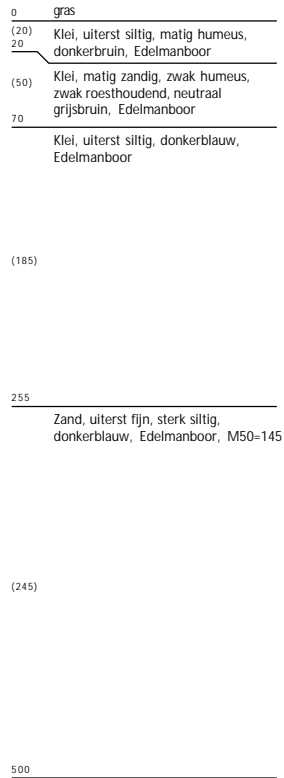 0 gras
(20) Klei, uiterst siltig, matig humeus,
20 donkerbruin, Edelmanboor
Klei, matig zandig, zwak humeus,
(50) zwak roesthoudend, neutraal
grijsbruin, Edelmanboor
70
Klei, uiterst siltig, donkerblauw,
Edelmanboor
(185)
255
Zand, uiterst fijn, sterk siltig,
donkerblauw, Edelmanboor, M50=145
(245)
500